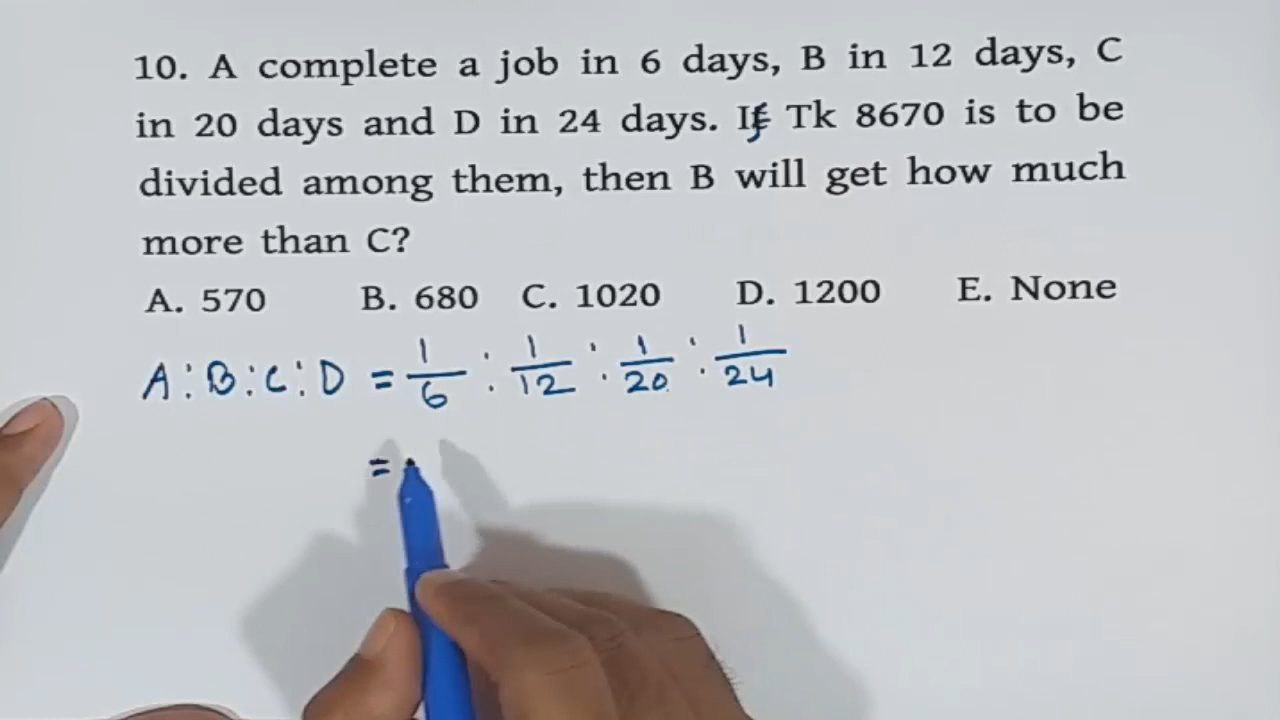 10. A complete a job in 6 days, B in 12 days, C
in 20 days and D in 24 days. If Tk 8670 is to be
divided among them, then B will get how much
more than C?
A. 570 B. 680 C. 1020 D. 1200 E. None
A : B : C : D = 1/6 : 1/12 : 1/20 : 1/24
=